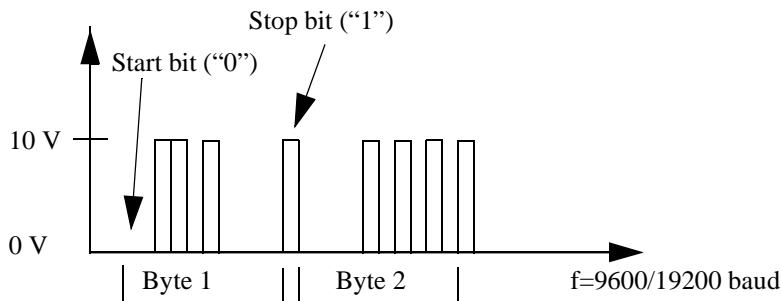 Stop bit (“1”)
Start bit (“0”)
10 V
0 V
Byte 1
Byte 2
f=9600/19200 baud